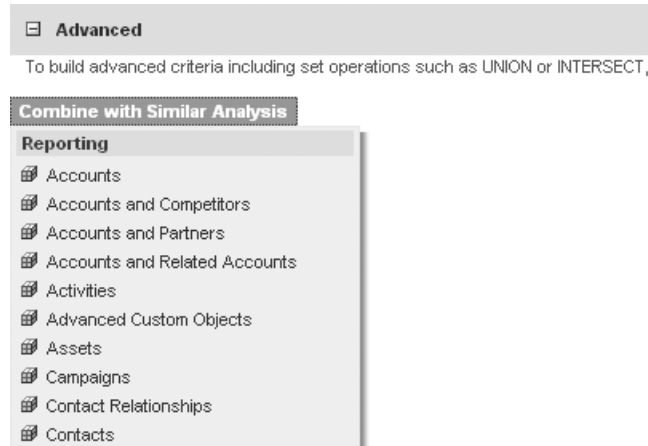 Advanced
To build advanced criteria including set operations such as UNION or INTERSECT,
Combine with Similar Analysis
Reporting
Accounts
Accounts and Competitors
Accounts and Partners
Accounts and Related Accounts
Activities
Advanced Custom Objects
Assets
Campaigns
Contact Relationships
Contacts